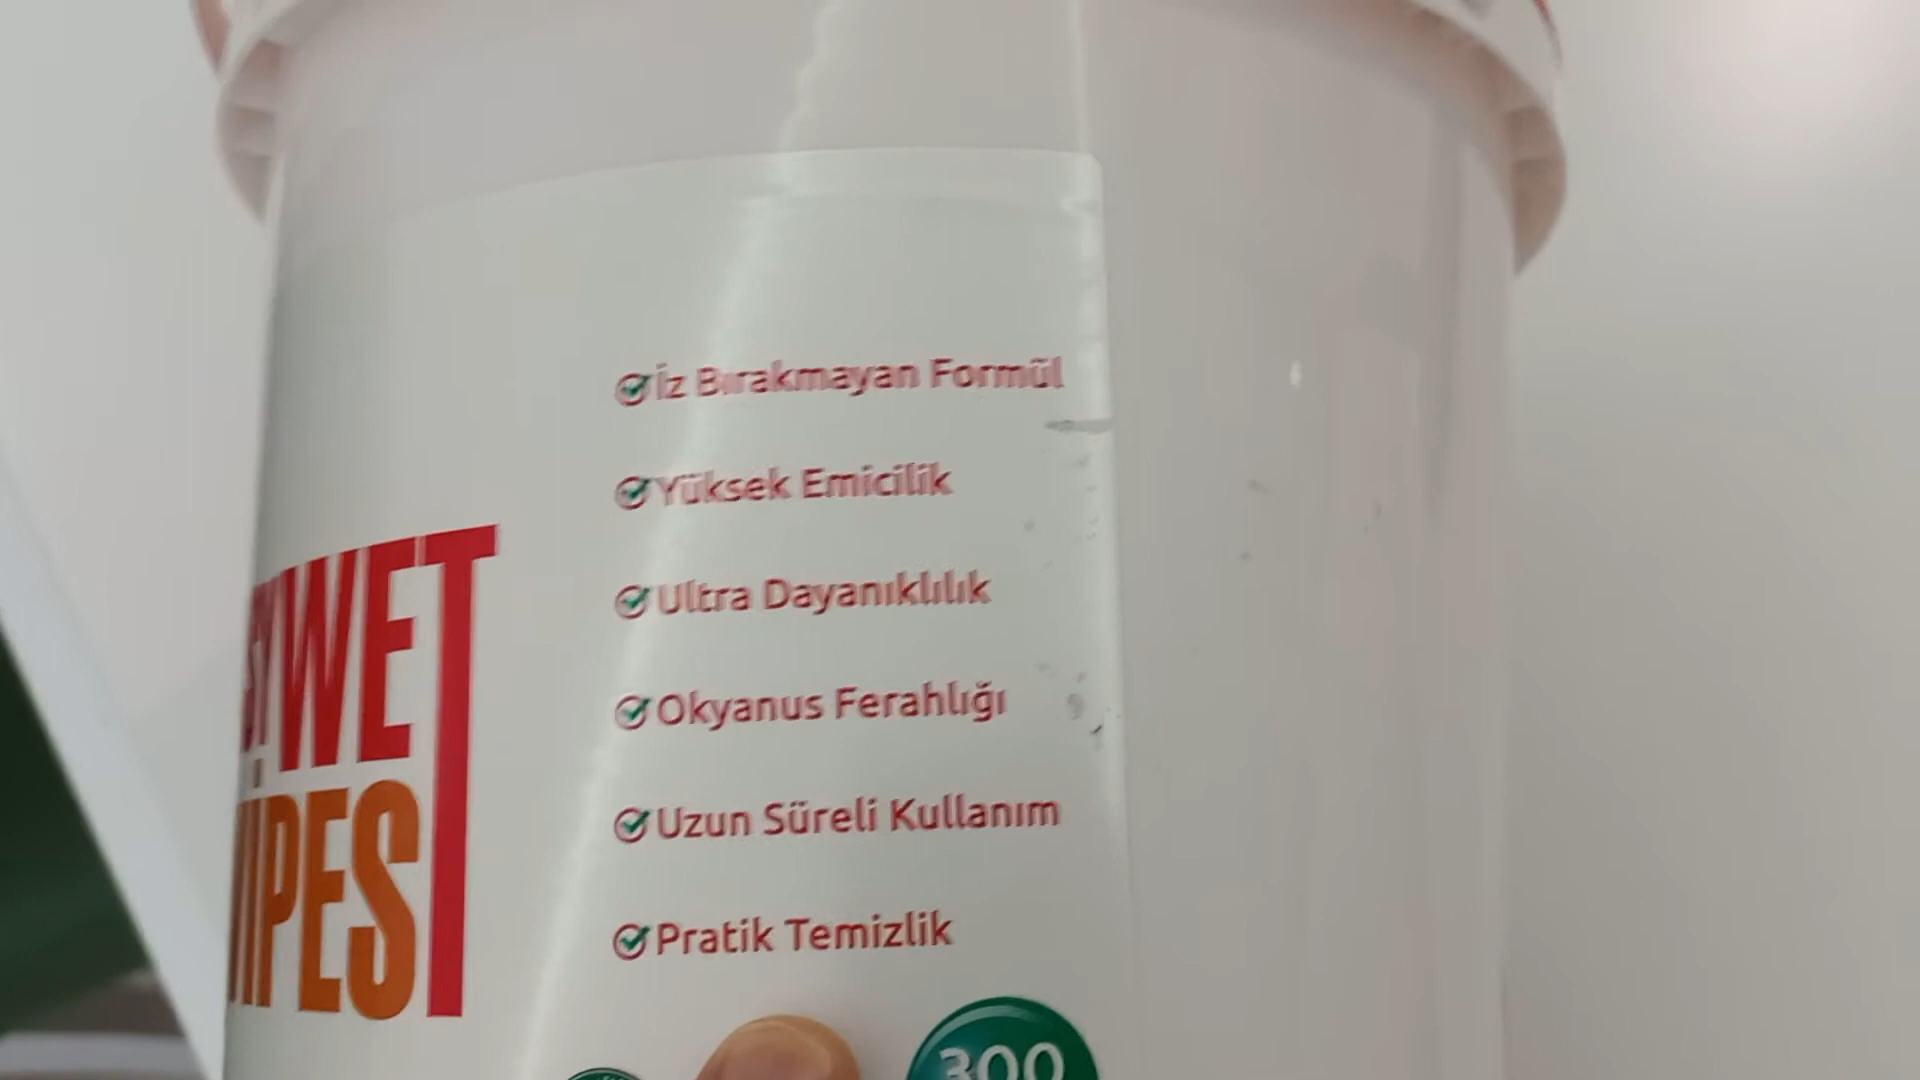 İz Bırakmayan Formül
Yüksek Emicilik
Ultra Dayanıklılık
Okyanus Ferahlığı
Uzun Süreli Kullanım
Pratik Temizlik
WET
300